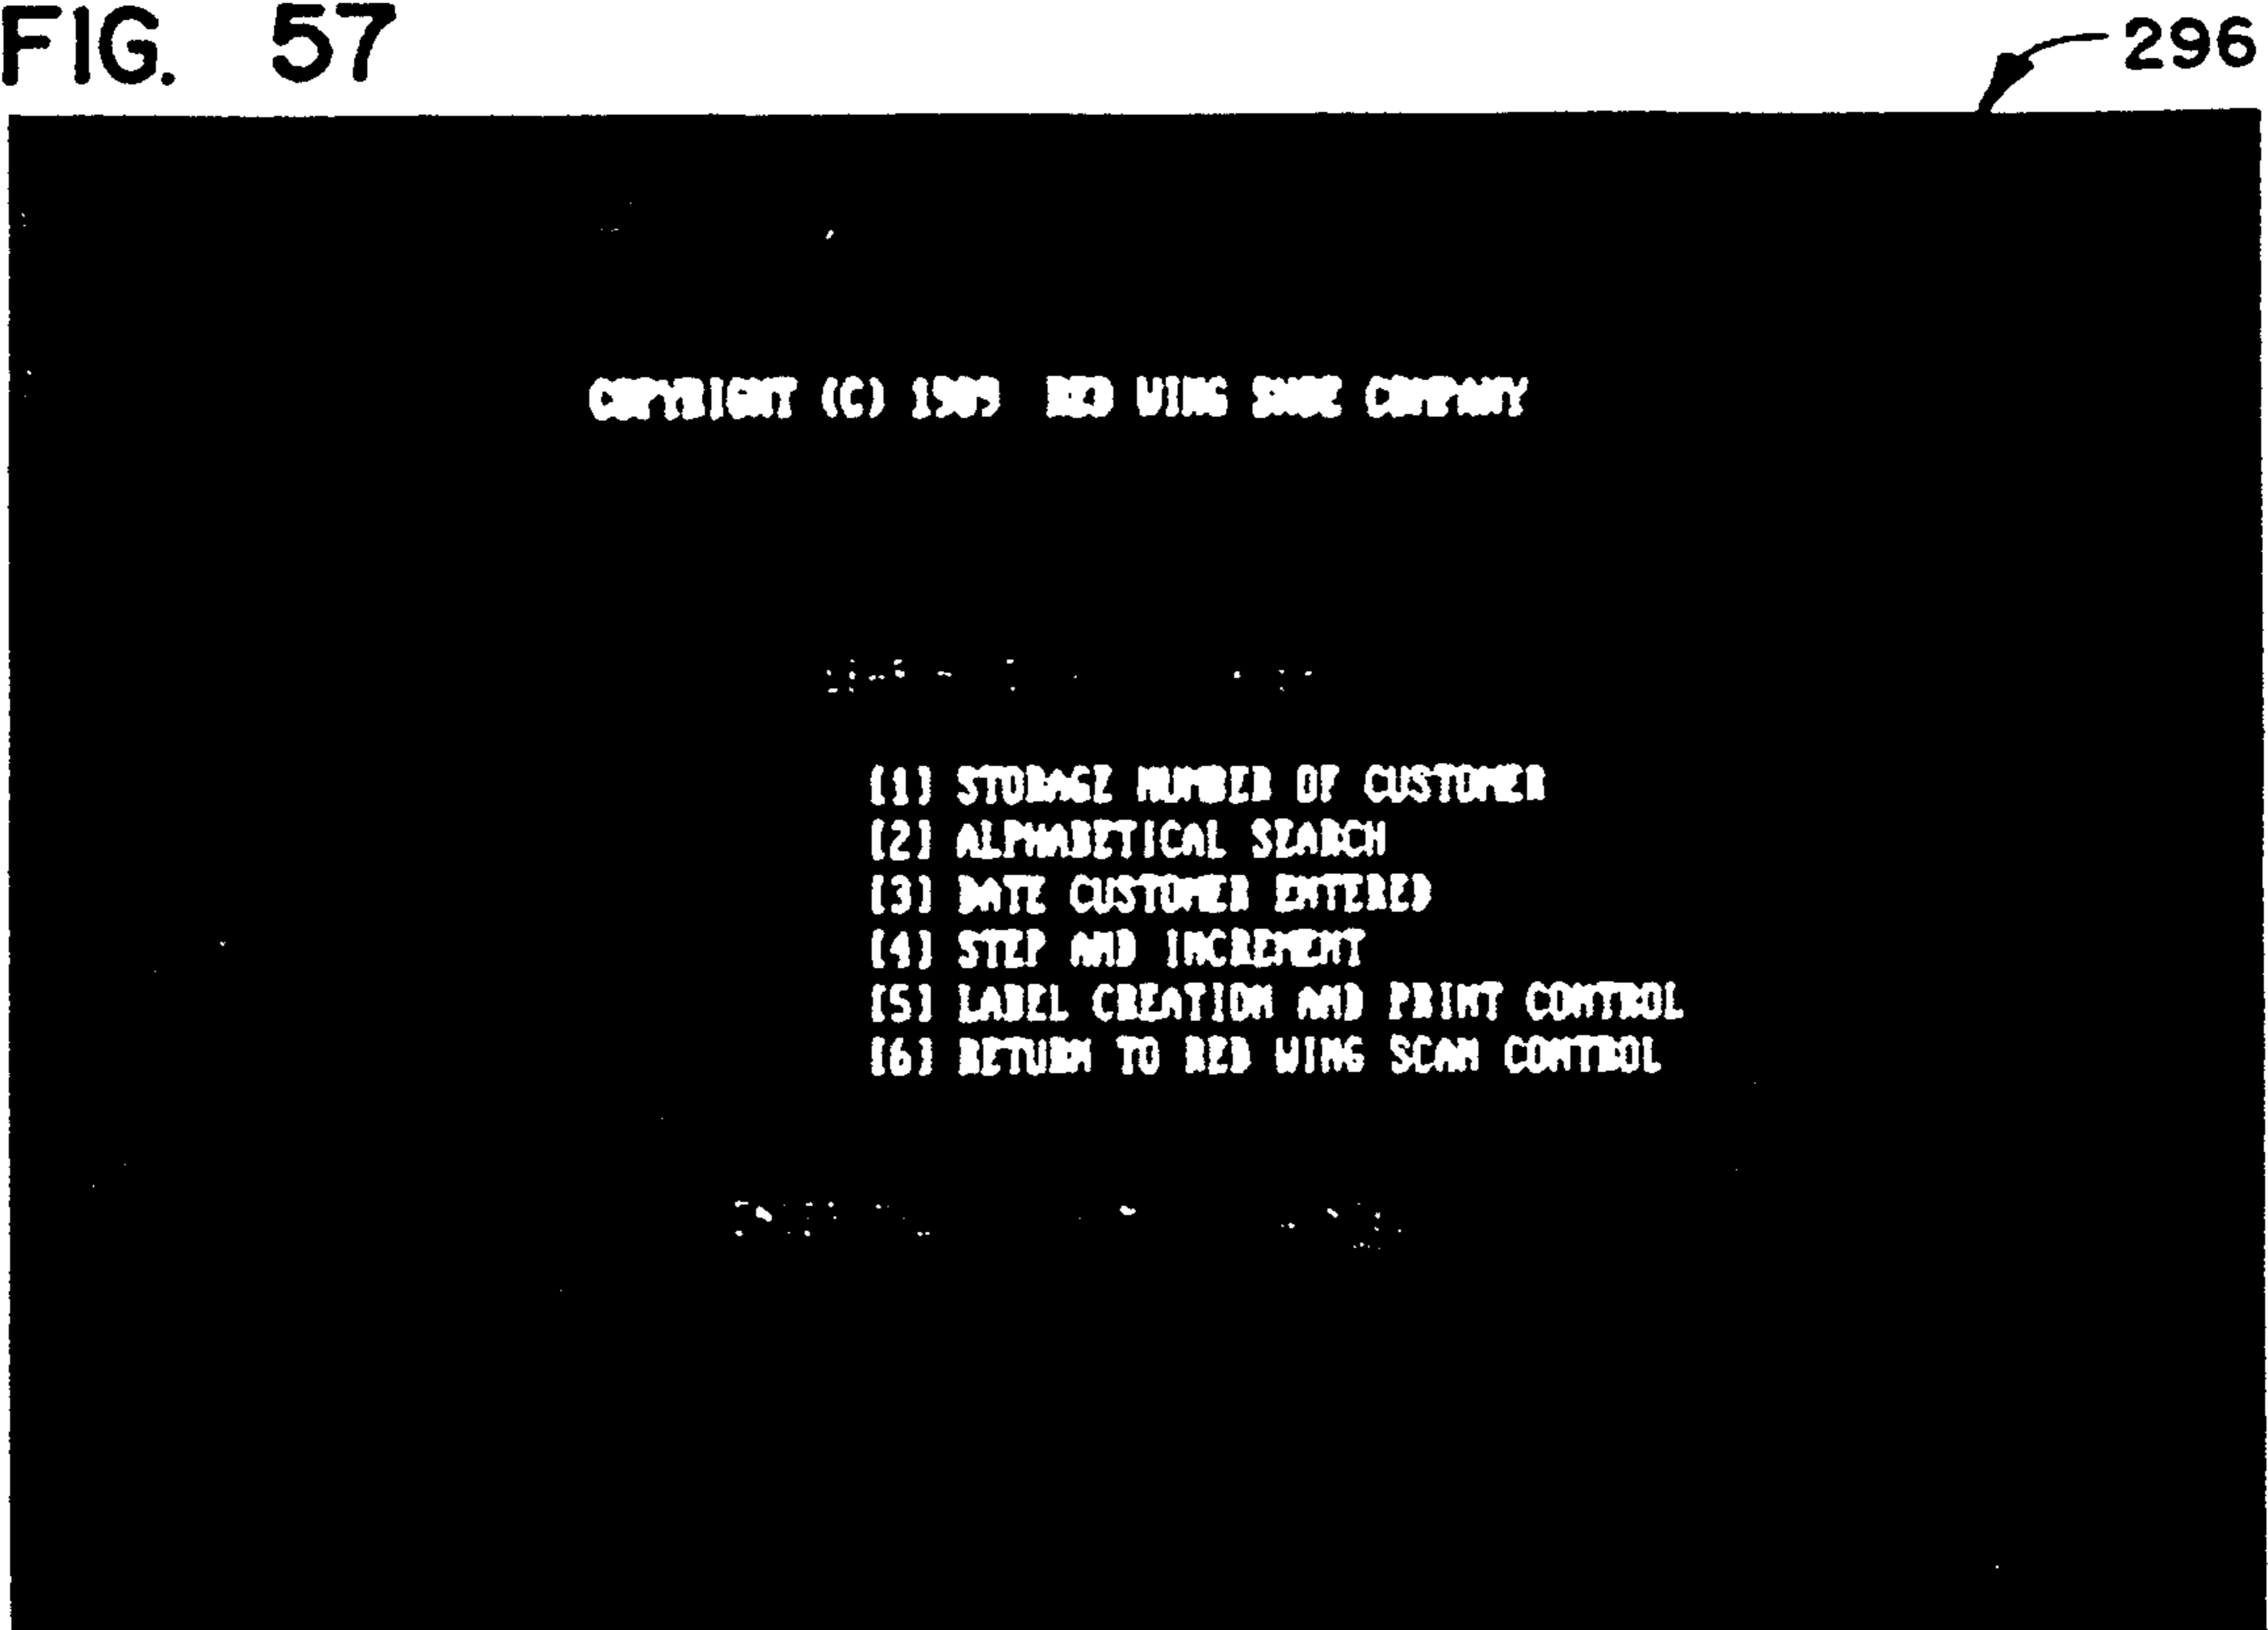 FIG. 57
296
COPYRIGHT (C) RED WING SHOE COMPANY
(1) STORAGE NUMBER OF CUSTOMER
(2) ALPHABETICAL SEARCH
(3) DATE CUSTOMER ENTERED
(4) STEP AND INCREMENT
(5) LABEL CREATION AND PRINT CONTROL
(6) RETURN TO RED WING SCAN CONTROL